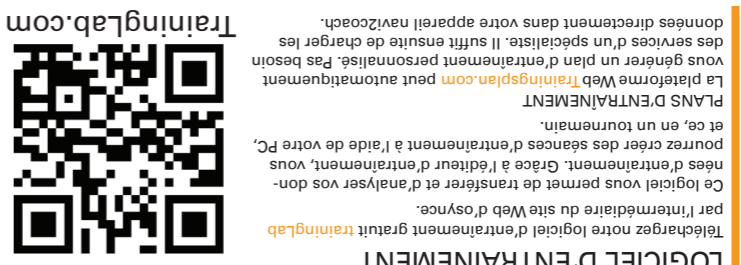 LOGICIEL D'ENTRAÎNEMENT
Téléchargez notre logiciel d'entraînement gratuit trainingLab
par l'intermédiaire du site Web d'osynce.
Ce logiciel vous permet de transférer et d'analyser vos don-
nées d'entraînement. Grâce à l'éditeur d'entraînement, vous
pourrez créer des séances d'entraînement à l'aide de votre PC,
et ce, en un tournemain.
PLANS D'ENTRAÎNEMENT
La plateforme Web Trainingsplan.com peut automatiquement
vous générer un plan d'entraînement personnalisé. Pas besoin
des services d'un spécialiste. Il suffit ensuite de charger les
données directement dans votre appareil navi2coach.
TrainingLab.com